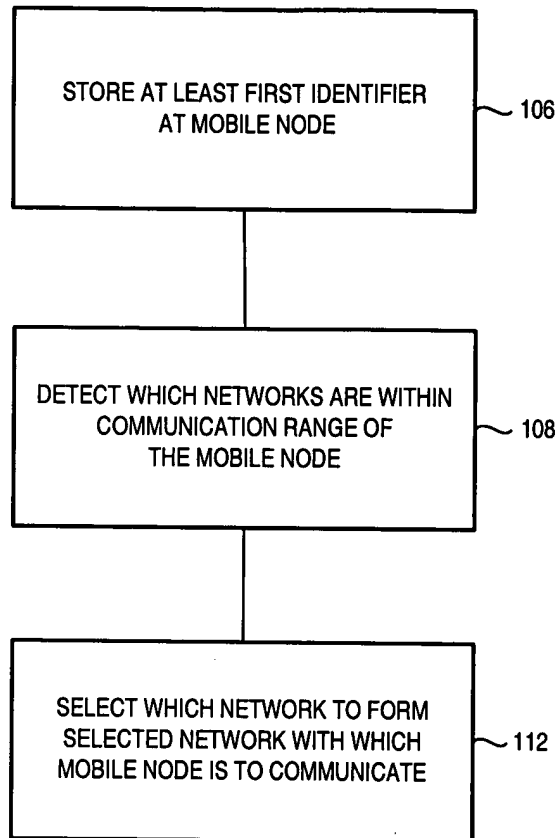 STORE AT LEAST FIRST IDENTIFIER
AT MOBILE NODE
106
DETECT WHICH NETWORKS ARE WITHIN
COMMUNICATION RANGE OF
THE MOBILE NODE
108
SELECT WHICH NETWORK TO FORM
SELECTED NETWORK WITH WHICH
MOBILE NODE IS TO COMMUNICATE
112